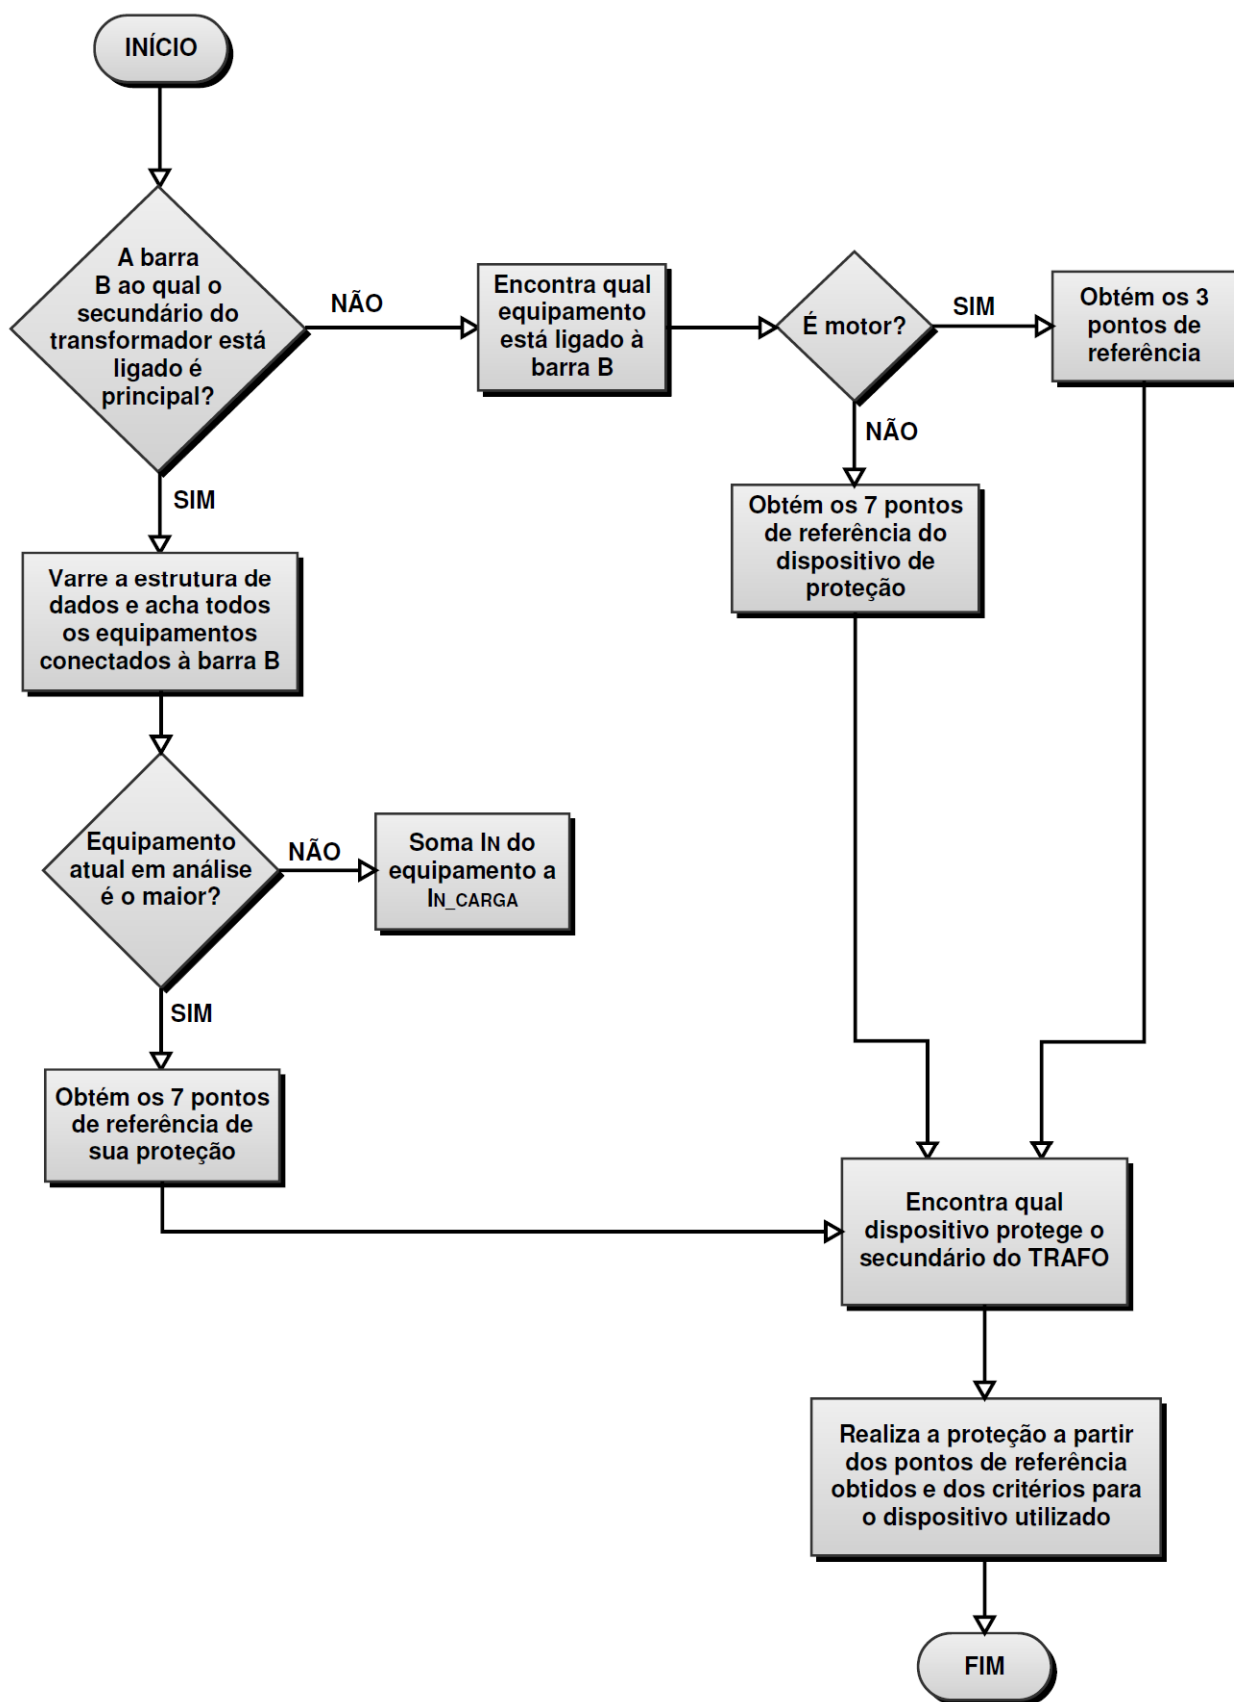 INÍCIO
A barra
B ao qual o
secundário do
transformador está
ligado é
principal?
NÃO
Encontra qual
equipamento
está ligado à
barra B
É motor?
SIM
Obtém os 3
pontos de
referência
NÃO
Obtém os 7 pontos
de referência do
dispositivo de
proteção
SIM
Varre a estrutura de
dados e acha todos
os equipamentos
conectados à barra B
Equipamento
atual em análise
é o maior?
NÃO
Soma IN do
equipamento a
IN_CARGA
SIM
Obtém os 7 pontos
de referência de
sua proteção
Encontra qual
dispositivo protege o
secundário do TRAFO
Realiza a proteção a partir
dos pontos de referência
obtidos e dos critérios para
o dispositivo utilizado
FIM